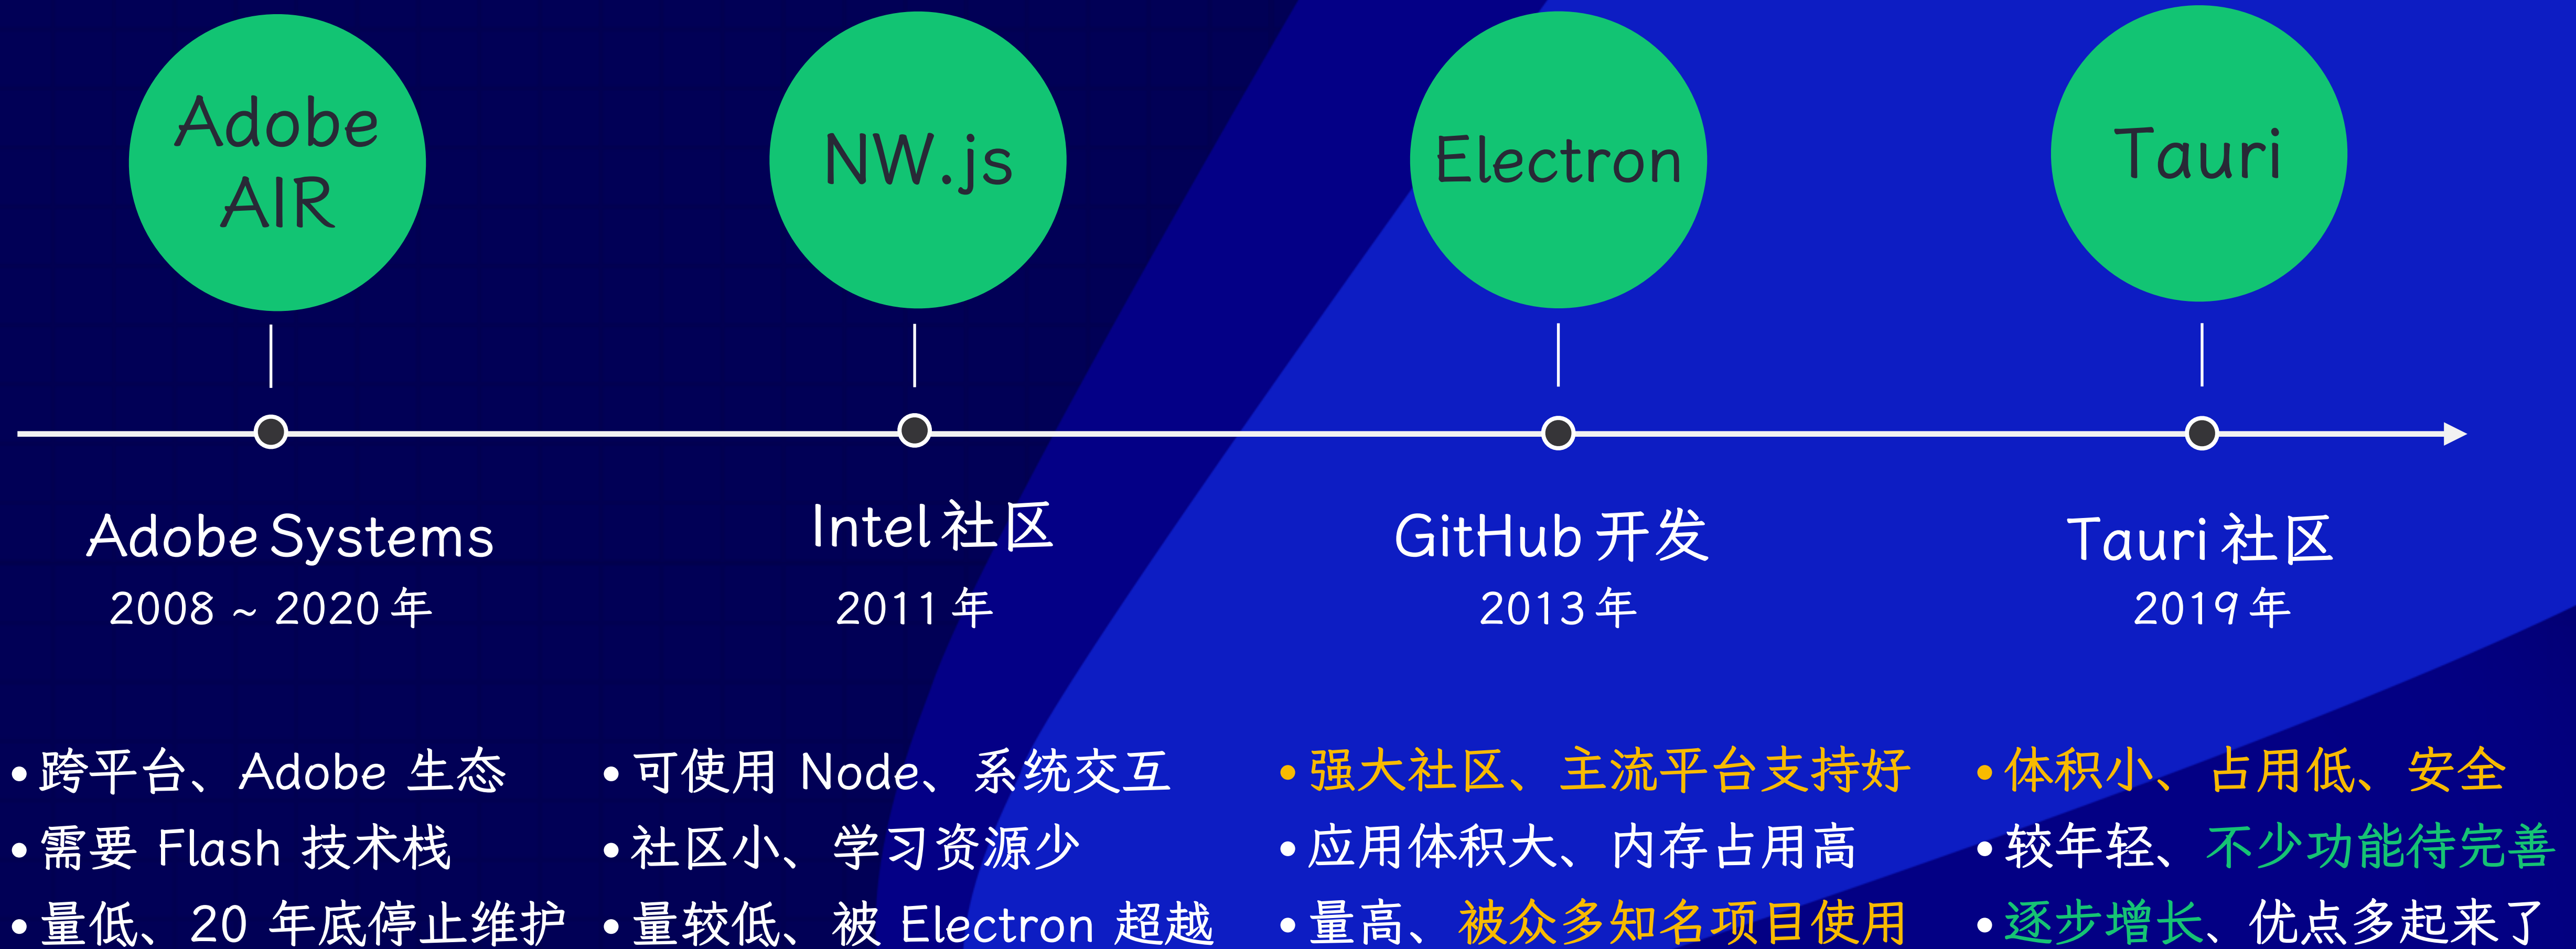 Adobe
AIR
NW.js
Electron
Tauri
Adobe Systems
2008 ~ 2020 年
Intel 社区
2011 年
GitHub 开发
2013 年
Tauri 社区
2019 年
•跨平台、Adobe 生态
•需要 Flash 技术栈
•量低、20 年底停止维护
•可使用 Node、系统交互
•社区小、学习资源少
•量较低、被 Electron 超越
•强大社区、主流平台支持好
•应用体积大、内存占用高
•量高、被众多知名项目使用
•体积小、占用低、安全
•较年轻、不少功能待完善
•逐步增长、优点多起来了